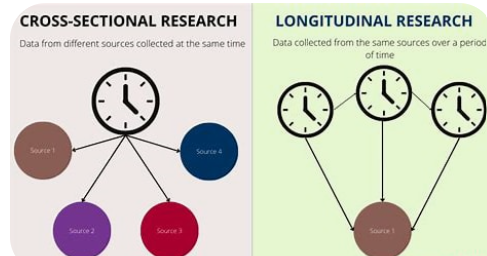 CROSS-SECTIONAL RESEARCH
Data from different sources collected at the same time
Source 1
Source 4
Source 2
Source 3
LONGITUDINAL RESEARCH
Data collected from the same sources over a period
of time
Source 1